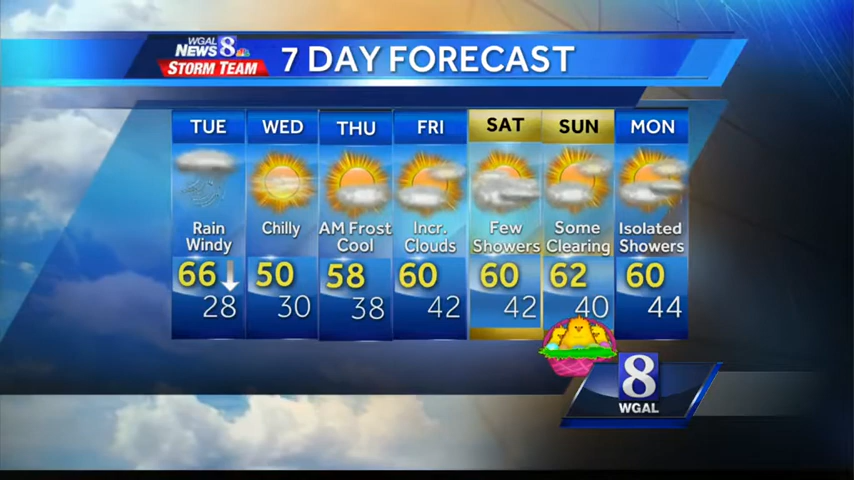 WGAL
NEWS 8
STORM TEAM
7 DAY FORECAST
TUE WED THU FRI SAT SUN MON
Rain Windy
Chilly
AM Frost Cool
Incr. Clouds
Few Showers
Some Clearing
Isolated Showers
66 50 58 60 60 62 60
28 30 38 42 42 40 44
8
WGAL